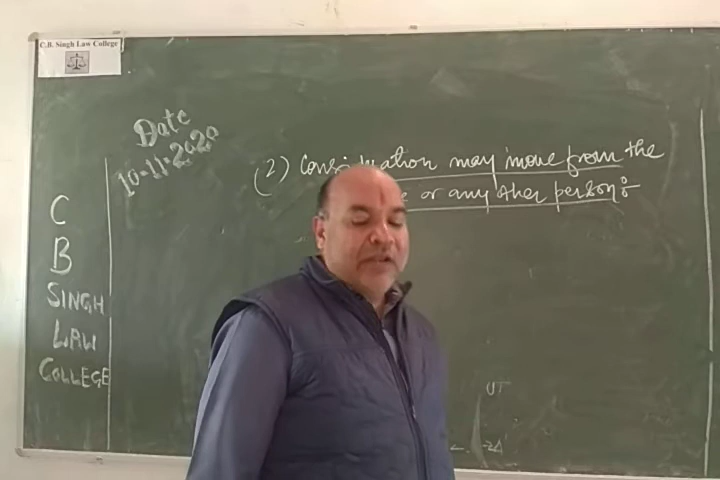 C.B. Singh Law College
Date
10-11-2020
(2) Consideration may move from the
or any other person:-
C
B
SINGH
LAW
COLLEGE
UT